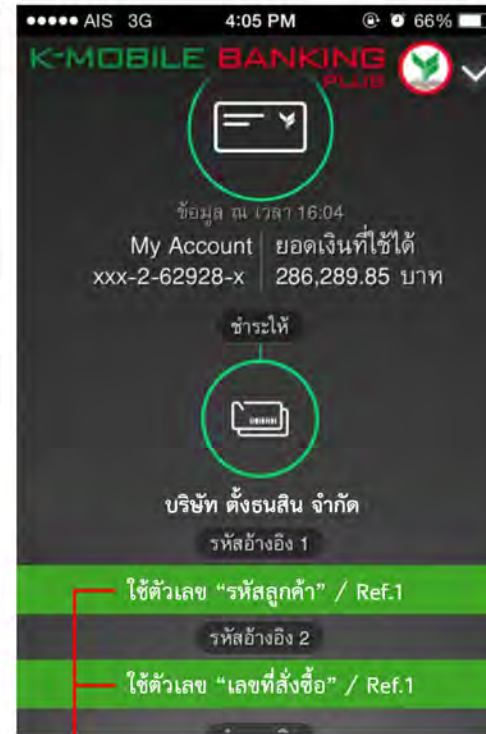 AIS 3G 4:05 PM 66%
K-MOBILE BANKING
PLUS
ข้อมูล ณ เวลา 16:04
My Account ยอดเงินที่ใช้ได้
xxx-2-62928-x 286,289.85 บาท
ชำระให้
บริษัท ตั้งธนสิน จำกัด
รหัสอ้างอิง 1
ใช้ตัวเลข “รหัสลูกค้า” / Ref.1
รหัสอ้างอิง 2
ใช้ตัวเลข “เลขที่สั่งซื้อ” / Ref.1